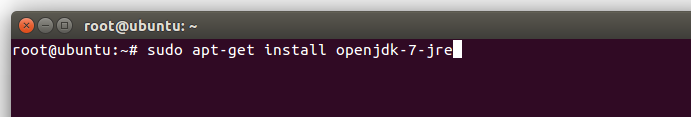 root@ubuntu: ~
root@ubuntu:~# sudo apt-get install openjdk-7-jre